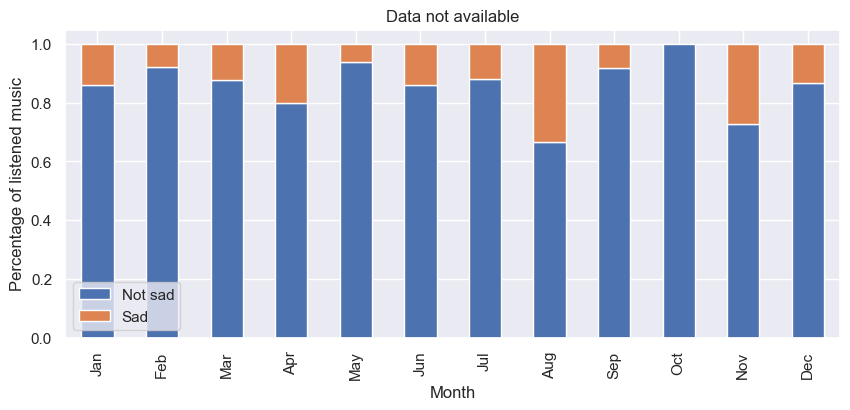 Data not available
Percentage of listened music
1.0
0.8
0.6
0.4
0.2
0.0
Not sad
Sad
Jan Feb Mar Apr May Jun Jul Aug Sep Oct Nov Dec
Month